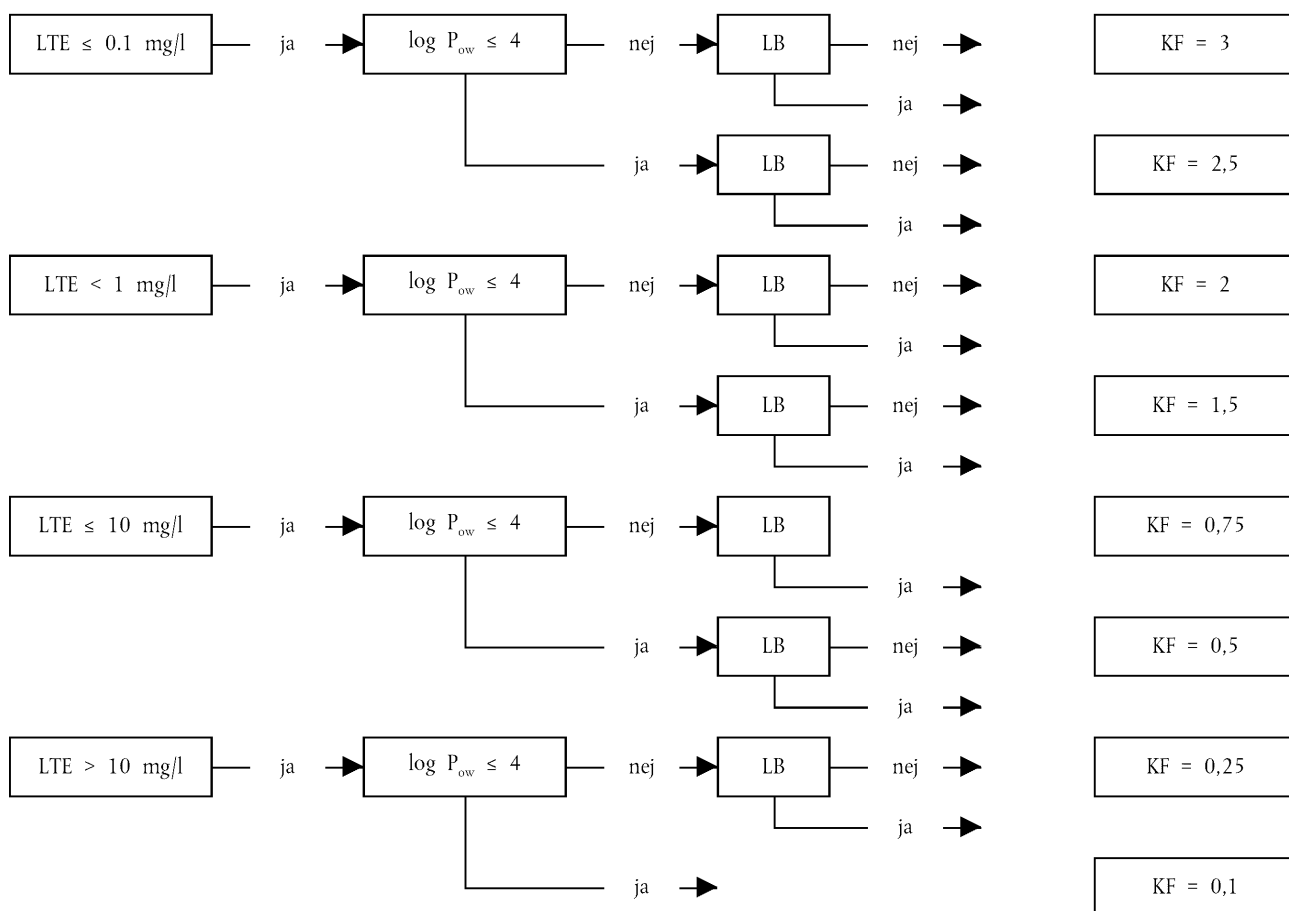 LTE ≤ 0.1 mg/l ja log Pow ≤ 4 nej LB nej KF = 3
ja
ja LB nej KF = 2,5
ja
LTE < 1 mg/l ja log Pow ≤ 4 nej LB nej KF = 2
ja
ja LB nej KF = 1,5
ja
LTE ≤ 10 mg/l ja log Pow ≤ 4 nej LB KF = 0,75
ja
ja LB nej KF = 0,5
ja
LTE > 10 mg/l ja log Pow ≤ 4 nej LB nej KF = 0,25
ja
ja KF = 0,1